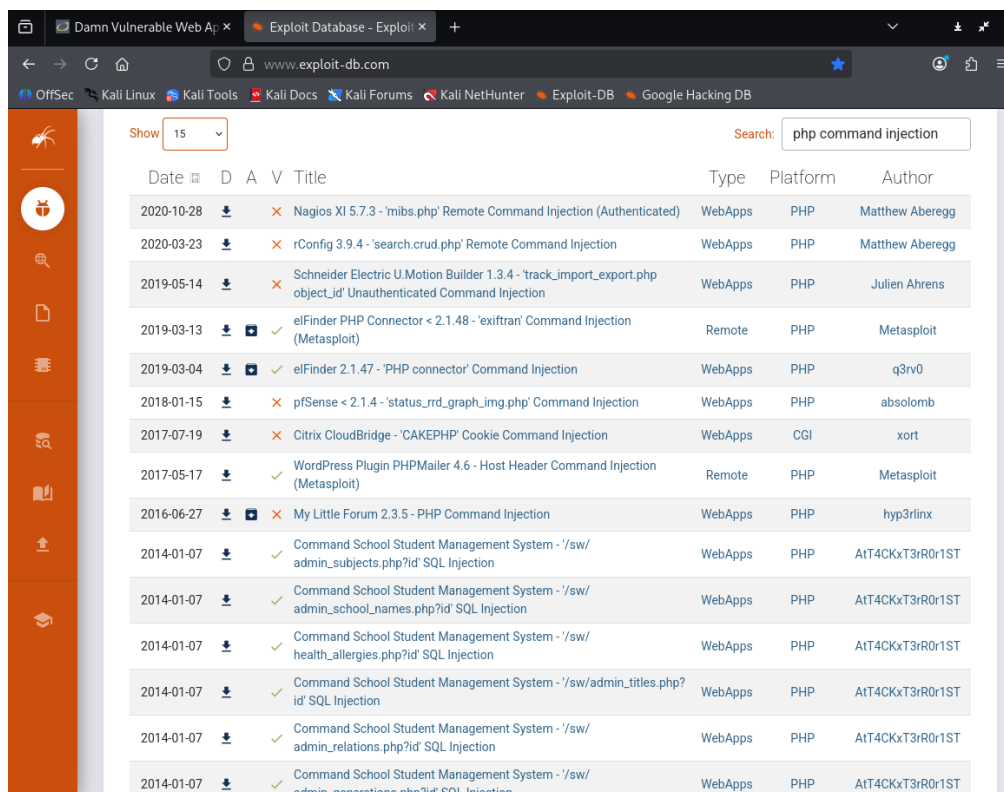 Damn Vulnerable Web Ap × Exploit Database - Exploit × +
www.exploit-db.com
OffSec Kali Linux Kali Tools Kali Docs Kali Forums Kali NetHunter Exploit-DB Google Hacking DB
Show 15 Search: php command injection
Date D A V Title Type Platform Author
2020-10-28 Nagios XI 5.7.3 - 'mibs.php' Remote Command Injection (Authenticated) WebApps PHP Matthew Aberegg
2020-03-23 rConfig 3.9.4 - 'search.crud.php' Remote Command Injection WebApps PHP Matthew Aberegg
Schneider Electric U.Motion Builder 1.3.4 - 'track_import_export.php
2019-05-14 object_id' Unauthenticated Command Injection WebApps PHP Julien Ahrens
elFinder PHP Connector < 2.1.48 - 'exiftran' Command Injection
2019-03-13 (Metasploit) Remote PHP Metasploit
2019-03-04 elFinder 2.1.47 - 'PHP connector' Command Injection WebApps PHP q3rv0
2018-01-15 pfSense < 2.1.4 - 'status_rrd_graph_img.php' Command Injection WebApps PHP absolomb
2017-07-19 Citrix CloudBridge - 'CAKEPHP' Cookie Command Injection WebApps CGI xort
WordPress Plugin PHPMailer 4.6 - Host Header Command Injection
2017-05-17 (Metasploit) Remote PHP Metasploit
2016-06-27 My Little Forum 2.3.5 - PHP Command Injection WebApps PHP hyp3rlinx
Command School Student Management System - '/sw/
2014-01-07 admin_subjects.php?id' SQL Injection WebApps PHP AtT4CKxT3rR0r1ST
Command School Student Management System - '/sw/
2014-01-07 admin_school_names.php?id' SQL Injection WebApps PHP AtT4CKxT3rR0r1ST
Command School Student Management System - '/sw/
2014-01-07 health_allergies.php?id' SQL Injection WebApps PHP AtT4CKxT3rR0r1ST
Command School Student Management System - '/sw/admin_titles.php?
2014-01-07 id' SQL Injection WebApps PHP AtT4CKxT3rR0r1ST
Command School Student Management System - '/sw/
2014-01-07 admin_relations.php?id' SQL Injection WebApps PHP AtT4CKxT3rR0r1ST
Command School Student Management System - '/sw/
2014-01-07 admin_generations.php?id' SQL Injection WebApps PHP AtT4CKxT3rR0r1ST